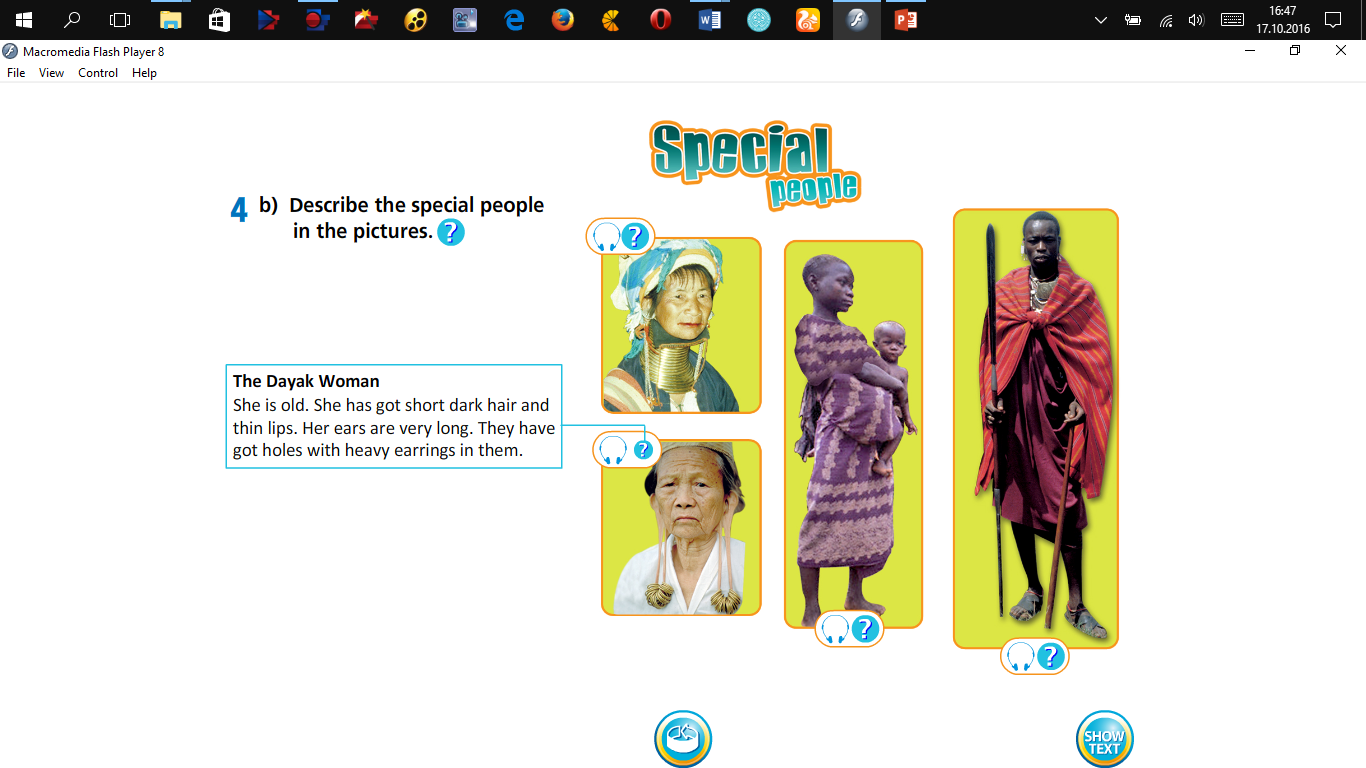 16:47
17.10.2016
Macromedia Flash Player 8
File View Control Help
Special
people
4 b) Describe the special people
in the pictures. ?
?
The Dayak Woman
She is old. She has got short dark hair and
thin lips. Her ears are very long. They have
got holes with heavy earrings in them.
?
?
?
SHOW
TEXT